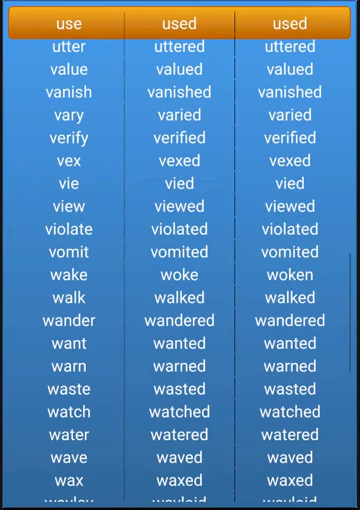 use used used
utter uttered uttered
value valued valued
vanish vanished vanished
vary varied varied
verify verified verified
vex vexed vexed
vie vied vied
view viewed viewed
violate violated violated
vomit vomited vomited
wake woke woken
walk walked walked
wander wandered wandered
want wanted wanted
warn warned warned
waste wasted wasted
watch watched watched
water watered watered
wave waved waved
wax waxed waxed